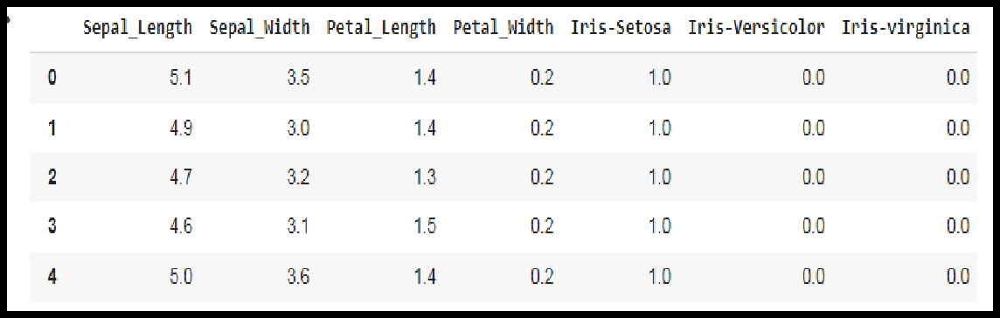 Sepal_Length Sepal_Width Petal_Length Petal_Width Iris-Setosa Iris-Versicolor Iris-virginica
0 5.1 3.5 1.4 0.2 1.0 0.0 0.0
1 4.9 3.0 1.4 0.2 1.0 0.0 0.0
2 4.7 3.2 1.3 0.2 1.0 0.0 0.0
3 4.6 3.1 1.5 0.2 1.0 0.0 0.0
4 5.0 3.6 1.4 0.2 1.0 0.0 0.0